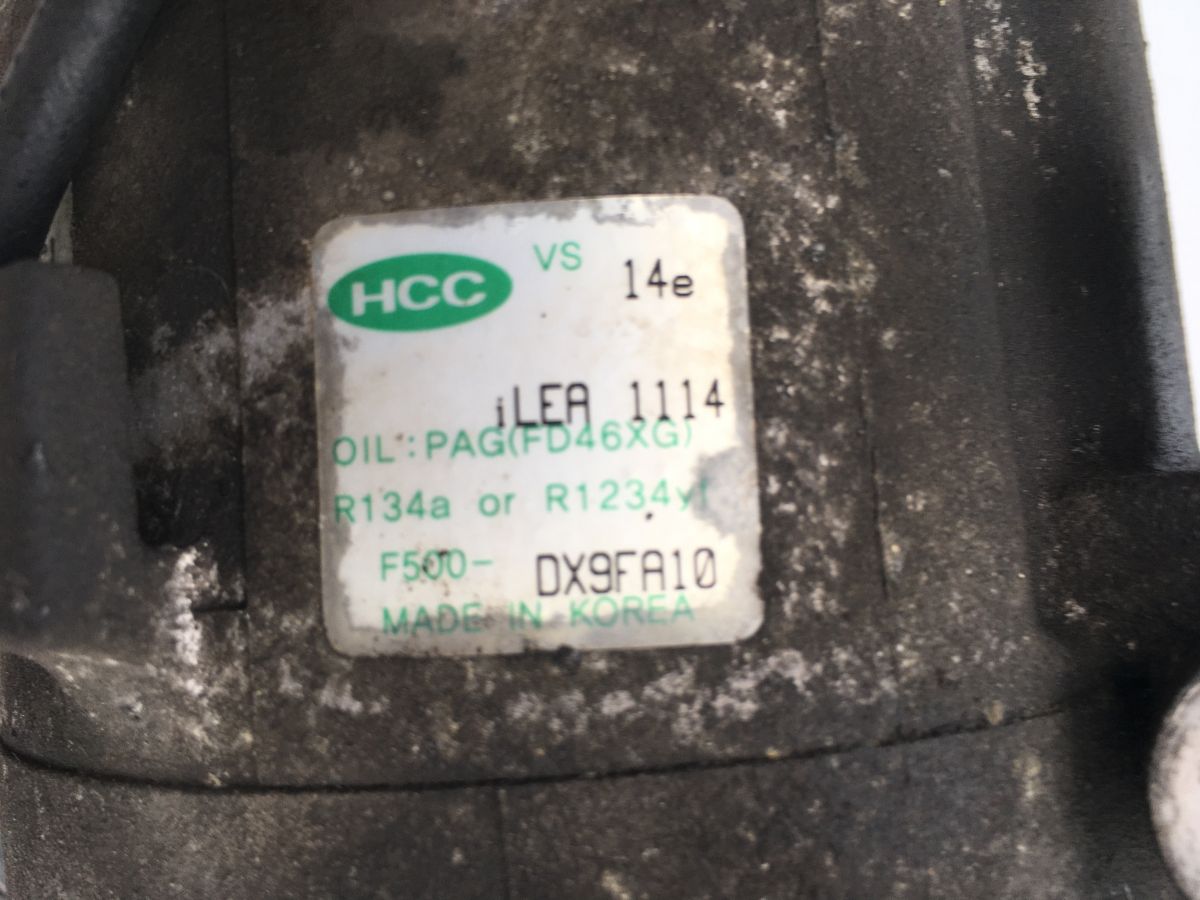 HCC VS 14e
iLEA 1114
OIL:PAG(FD46XG)
R134a or R1234yf
F500- DX9FA10
MADE IN KOREA